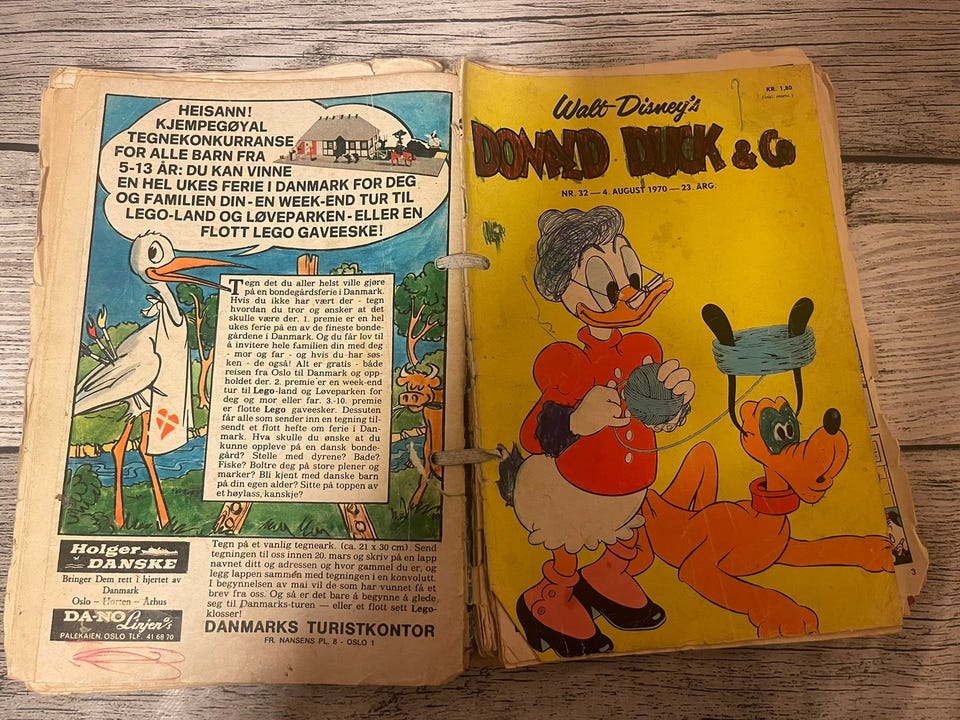 HEISANN!
KJEMPEGØYAL
TEGNEKONKURRANSE
FOR ALLE BARN FRA
5-13 ÅR: DU KAN VINNE
EN HEL UKES FERIE I DANMARK FOR DEG
OG FAMILIEN DIN - EN WEEK-END TUR TIL
LEGO-LAND OG LØVEPARKEN - ELLER EN
FLOTT LEGO GAVEESKE!
Tegn det du aller helst ville gjøre
på en bondegårdsferie i Danmark.
Hvis du ikke har vært der - tegn
hvordan du tror og ønsker at det
skulle være der. 1. premie er en hel
ukes ferie på en av de fineste bonde-
gårdene i Danmark. Og du får lov til
å invitere hele familien din med deg
- mor og far - og hvis du har søs-
ken - de også! Alt er gratis - både
reisen fra Oslo til Danmark og opp-
holdet der. 2. premie er en week-end
tur til Lego-land og Løveparken for
deg og mor eller far. 3.-10. premie
er flotte Lego gaveesker. Dessuten
får alle som sender inn en tegning til-
sendt et flott hefte om ferie i Dan-
mark. Hva skulle du ønske at du
kunne oppleve på en dansk bonde-
gård? Stelle med dyrene? Bade?
Fiske? Boltre deg på store plener og
marker? Bli kjent med danske barn
på din egen alder? Sitte på toppen av
et høylass, kanskje?
Tegn på et vanlig tegneark. (ca. 21 x 30 cm). Send
tegningen til oss innen 20. mars og skriv på en lapp
navnet ditt og adressen og hvor gammel du er, og
legg lappen sammen med tegningen i en konvolutt.
I begynnelsen av mai vil de som har vunnet få et
brev fra oss. Og så er det bare å begynne å glede
seg til Danmarks-turen — eller et flott sett Lego-
klosser!
DANMARKS TURISTKONTOR
FR. NANSENS PL. 8 - OSLO 1
Holger
DANSKE
Bringer Dem rett i hjertet av
Danmark
Oslo – Horten – Århus
DA-NO Linjen A/S
PALEKAIEN, OSLO TLF. 41 68 70
KR. 1,80
(inkl. moms.)
Walt Disney's
DONALD DUCK & Co
NR. 32 — 4. AUGUST 1970 — 23. ÅRG.
3